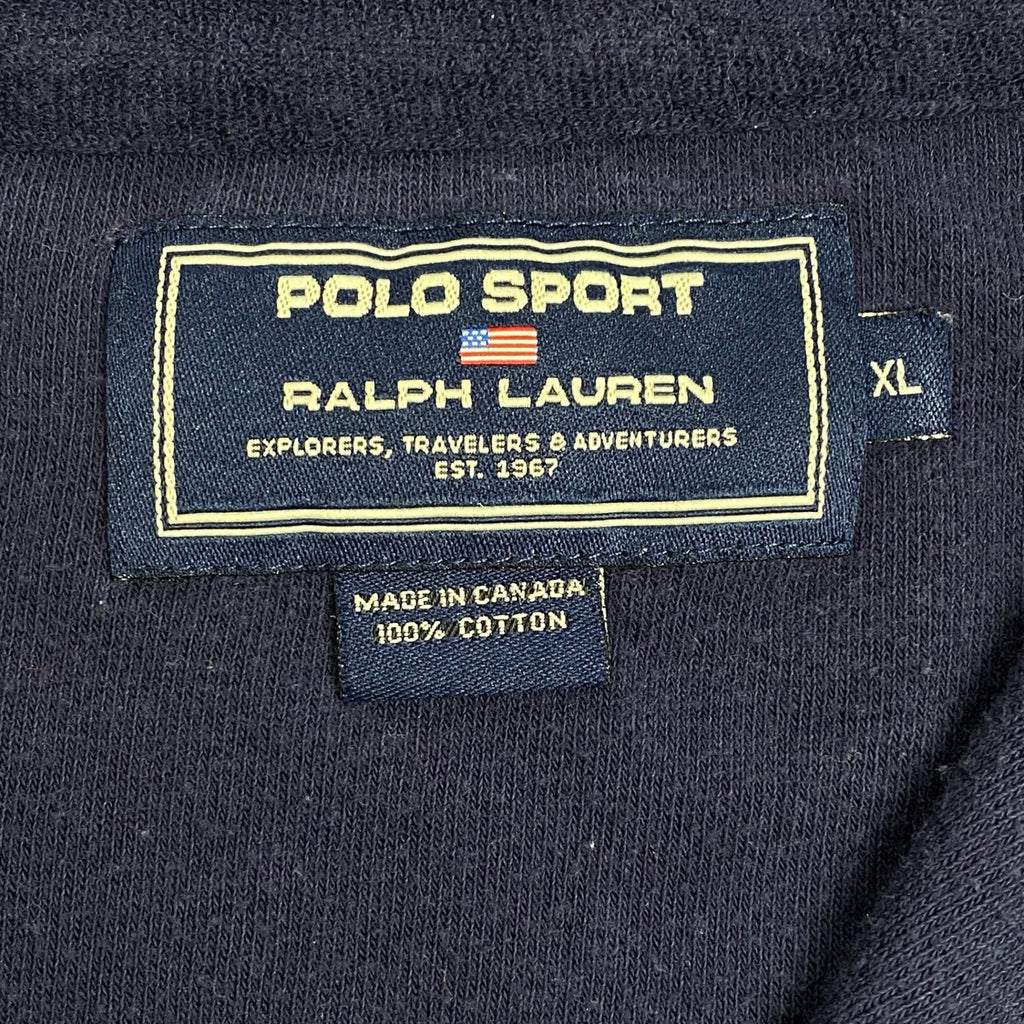 POLO SPORT
RALPH LAUREN
EXPLORERS, TRAVELERS & ADVENTURERS
EST. 1967
XL
MADE IN CANADA
100% COTTON